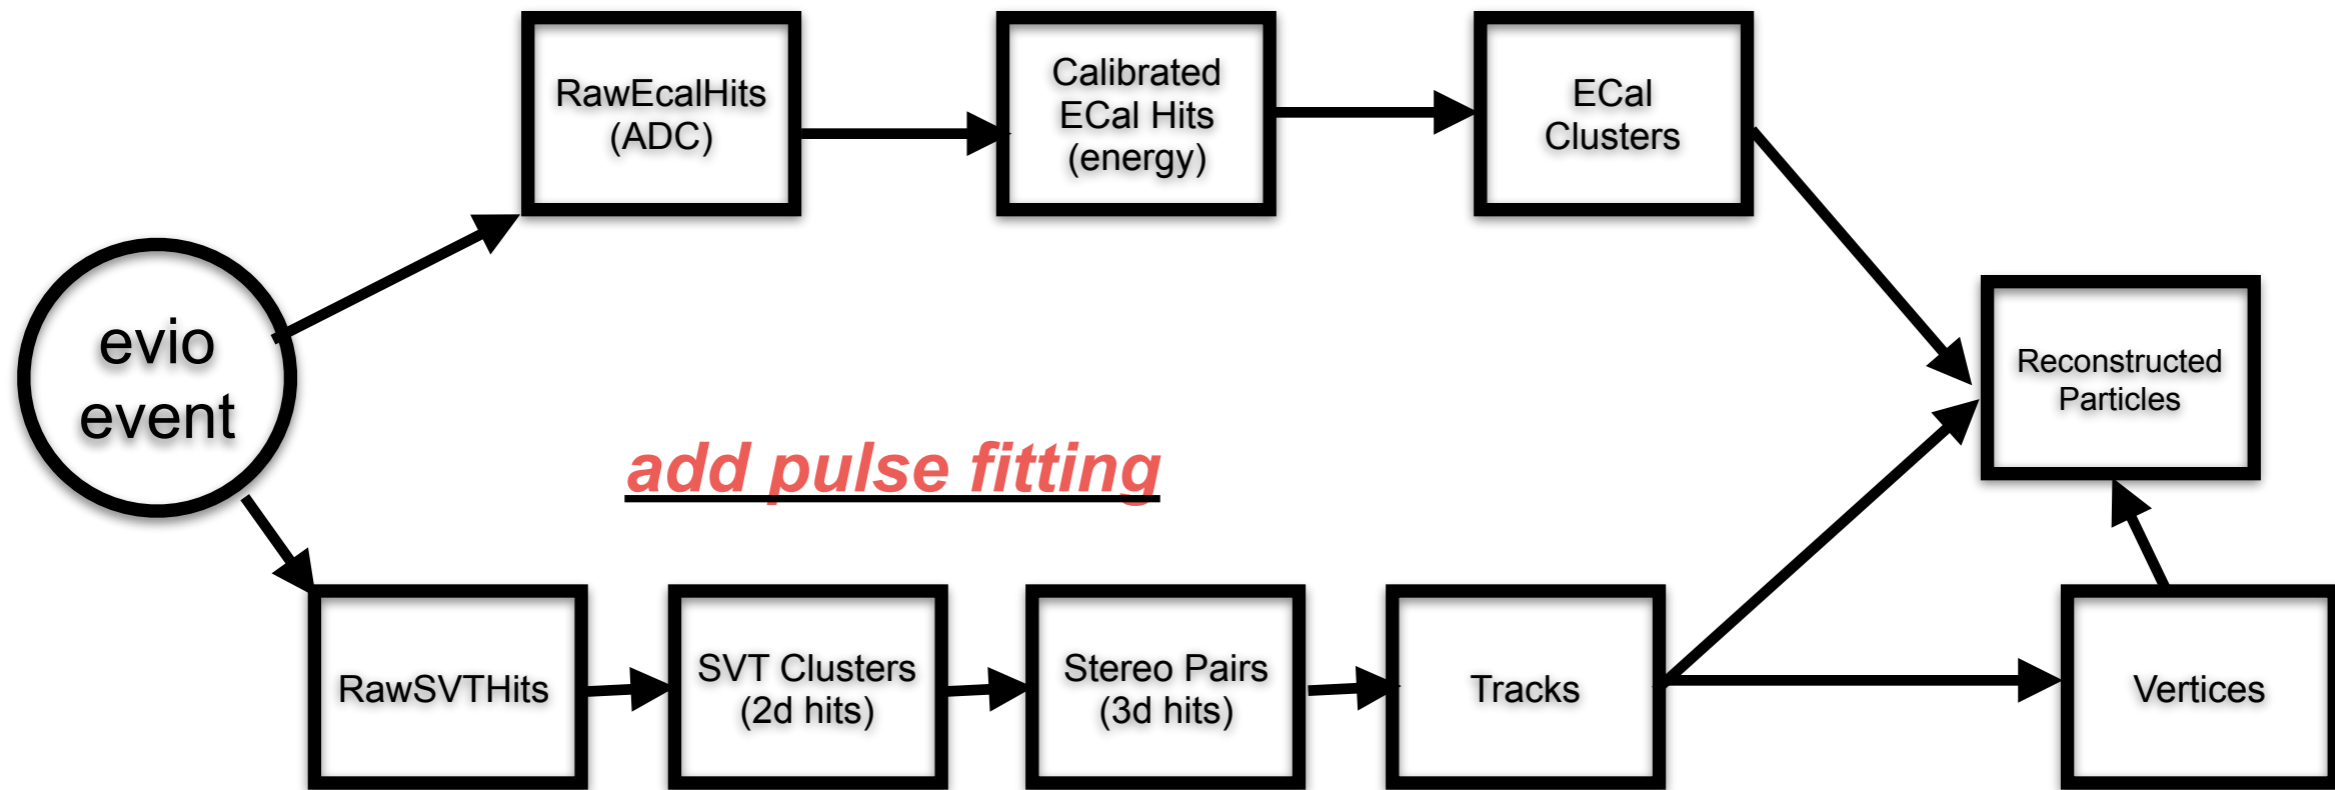 RawEcalHits
(ADC)
Calibrated
ECal Hits
(energy)
ECal
Clusters
evio
event
Reconstructed
Particles
add pulse fitting
RawSVTHits
SVT Clusters
(2d hits)
Stereo Pairs
(3d hits)
Tracks
Vertices